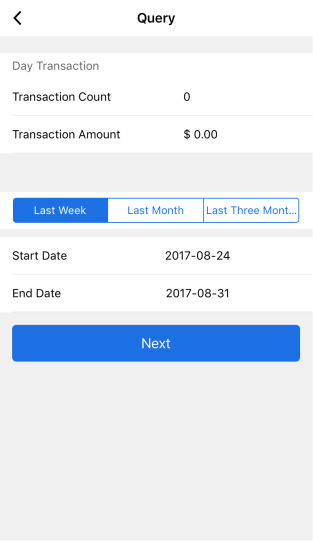 Query
Day Transaction
Transaction Count 0
Transaction Amount $ 0.00
Last Week Last Month Last Three Mont...
Start Date 2017-08-24
End Date 2017-08-31
Next